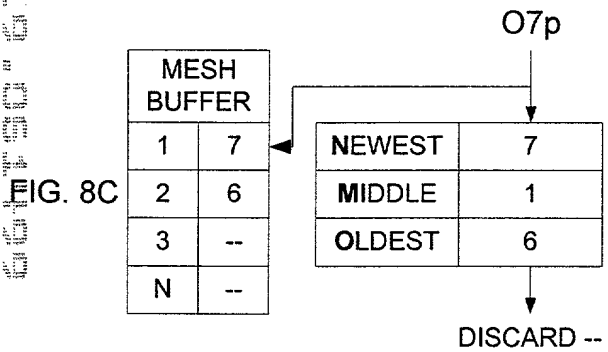 O7p
MESH
BUFFER
1 7
2 6
3 --
N --
NEWEST 7
MIDDLE 1
OLDEST 6
FIG. 8C
DISCARD --